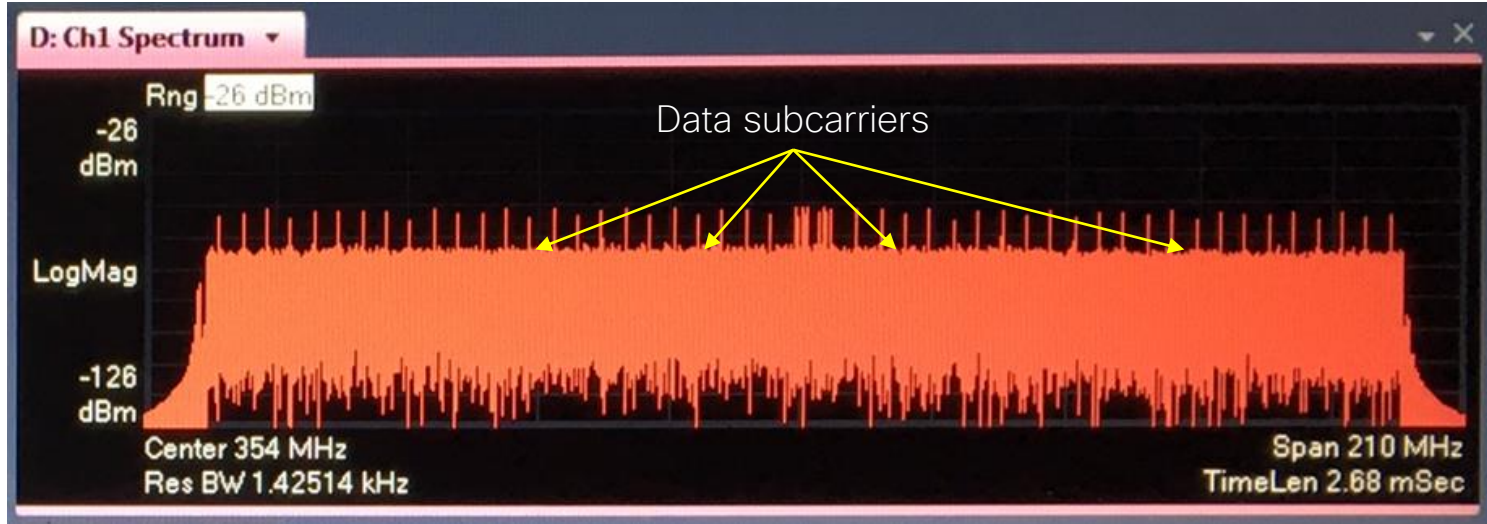 D: Ch1 Spectrum
Rng -26 dBm
-26
dBm
Data subcarriers
LogMag
-126
dBm
Center 354 MHz
Span 210 MHz
Res BW 1.42514 kHz
TimeLen 2.68 mSec